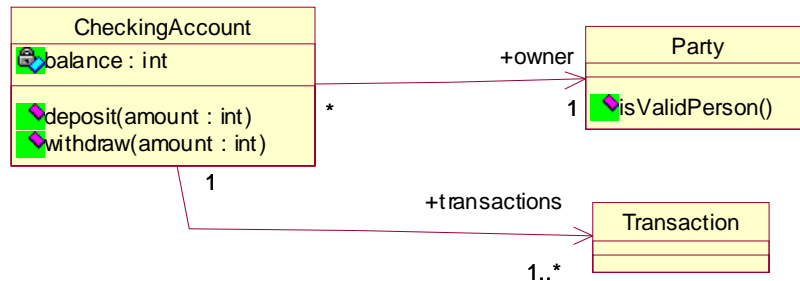 CheckingAccount
balance : int
deposit(amount : int)
withdraw(amount : int)
+owner
*
1
Party
isValidPerson()
1
+transactions
1..*
Transaction